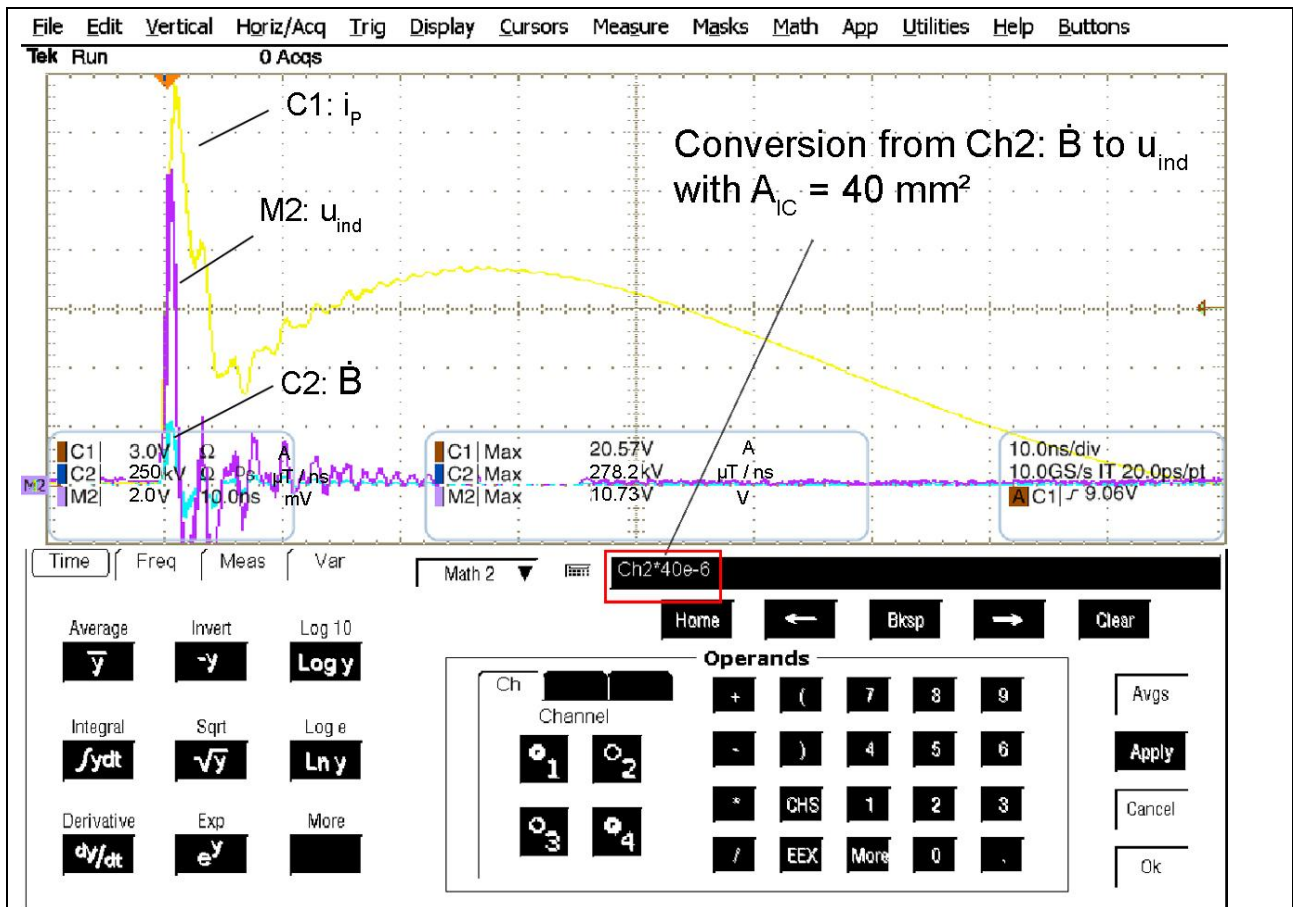 File Edit Vertical Horiz/Acq Trig Display Cursors Measure Masks Math App Utilities Help Buttons
Tek Run 0 Acqs
C1: iP
Conversion from Ch2: Ḃ to uind
with AIC = 40 mm²
M2: uind
C2: Ḃ
C1 3.0V Ω A
C2 250kV Ω µT / ns
M2 2.0V 10.0ns mV
C1 Max 20.57V A
C2 Max 278.2kV µT / ns
M2 Max 10.73V V
10.0ns/div
10.0GS/s IT 20.0ps/pt
A C1 9.06V
M2
Time Freq Meas Var
Math 2 Ch2*40e-6
Home ← Bksp → Clear
Average Invert Log 10
y -y Log y
Integral Sqrt Log e
∫ydt √y Ln y
Derivative Exp More
dy/dt e^y
Operands
Ch
Channel
1 2
3 4
+ ( 7 8 9
- ) 4 5 6
* CHS 1 2 3
/ EEX More 0 .
Avgs
Apply
Cancel
Ok